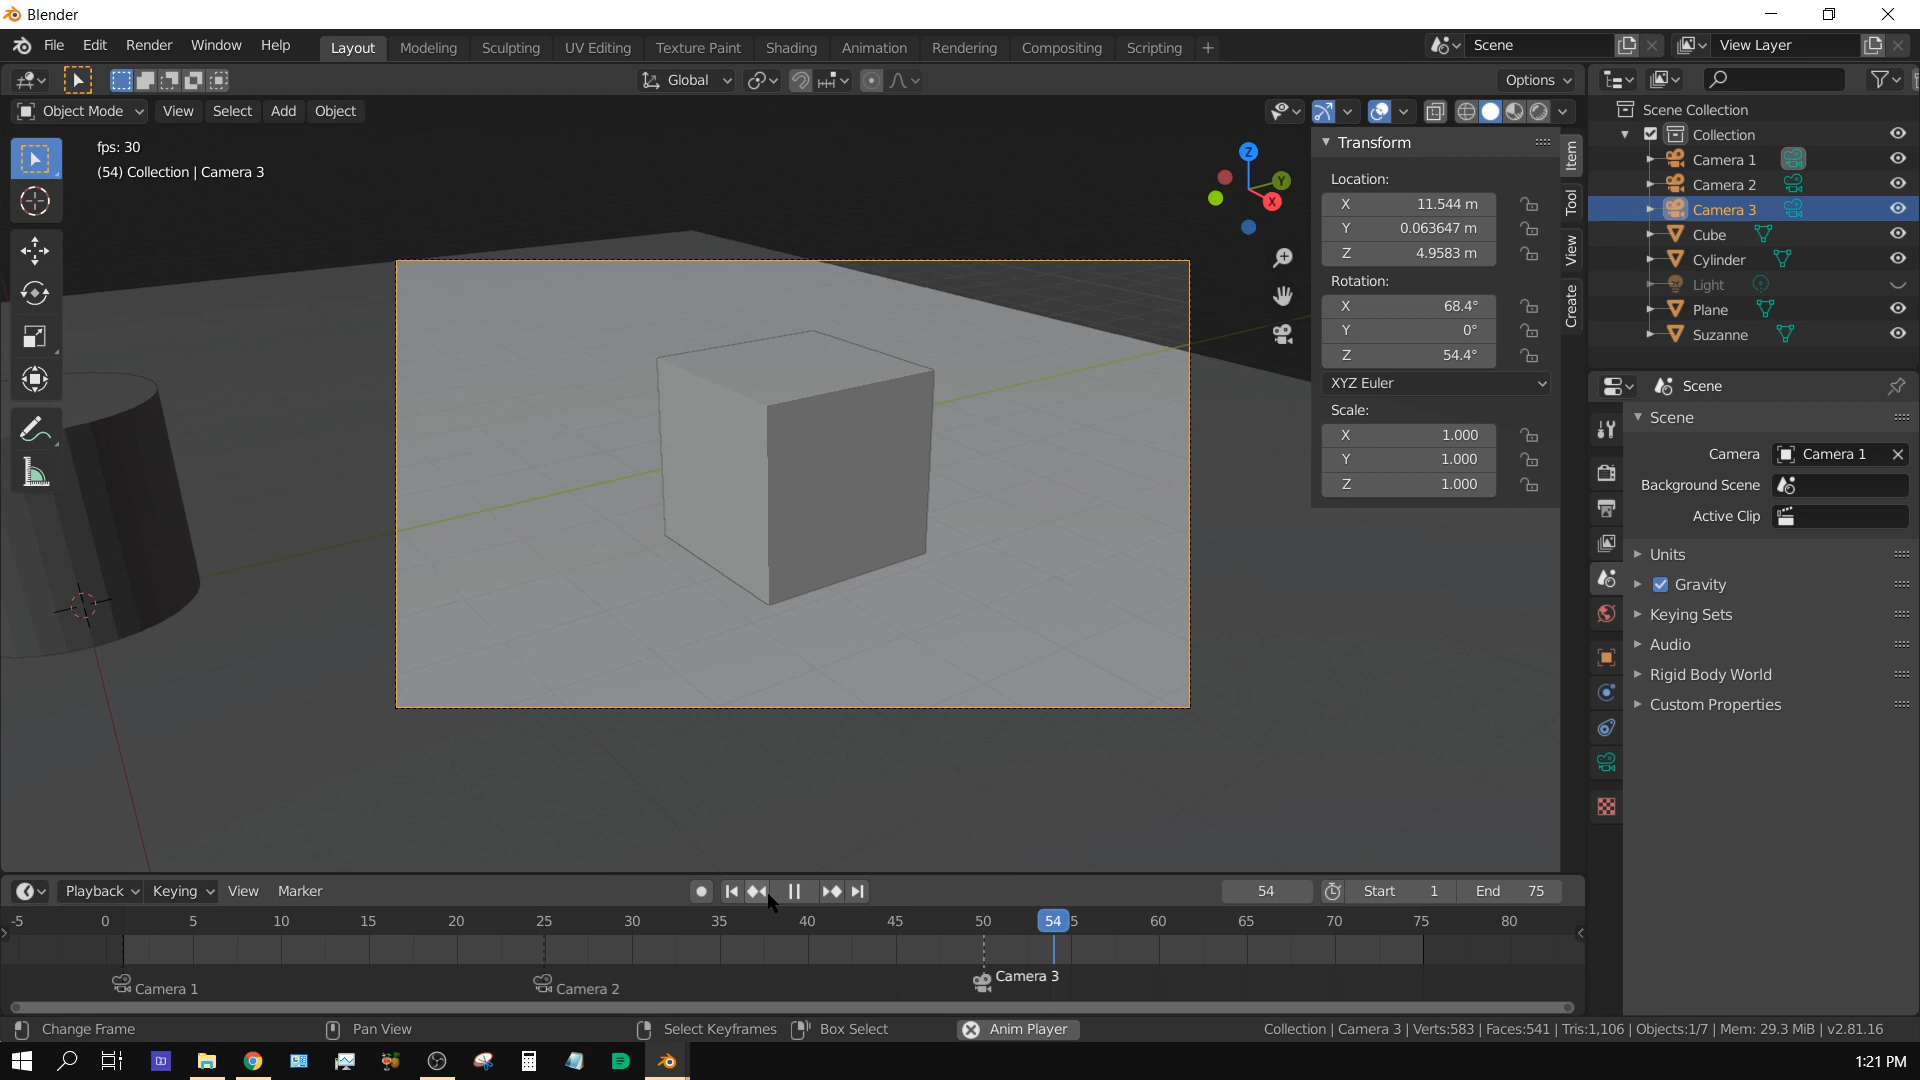 Blender
File Edit Render Window Help Layout Modeling Sculpting UV Editing Texture Paint Shading Animation Rendering Compositing Scripting + Scene View Layer
Global Options
Object Mode View Select Add Object
fps: 30
(54) Collection | Camera 3
Z
Y
X
Transform
Location:
X 11.544 m
Y 0.063647 m
Z 4.9583 m
Rotation:
X 68.4°
Y 0°
Z 54.4°
XYZ Euler
Scale:
X 1.000
Y 1.000
Z 1.000
Item
Tool
View
Create
Scene Collection
Collection
Camera 1
Camera 2
Camera 3
Cube
Cylinder
Light
Plane
Suzanne
Scene
Scene
Camera Camera 1
Background Scene
Active Clip
Units
Gravity
Keying Sets
Audio
Rigid Body World
Custom Properties
Playback Keying View Marker 54 Start 1 End 75
-5 0 5 10 15 20 25 30 35 40 45 50 54 5 60 65 70 75 80
Camera 1 Camera 2 Camera 3
Change Frame Pan View Select Keyframes Box Select Anim Player Collection | Camera 3 | Verts:583 | Faces:541 | Tris:1,106 | Objects:1/7 | Mem: 29.3 MiB | v2.81.16
1:21 PM